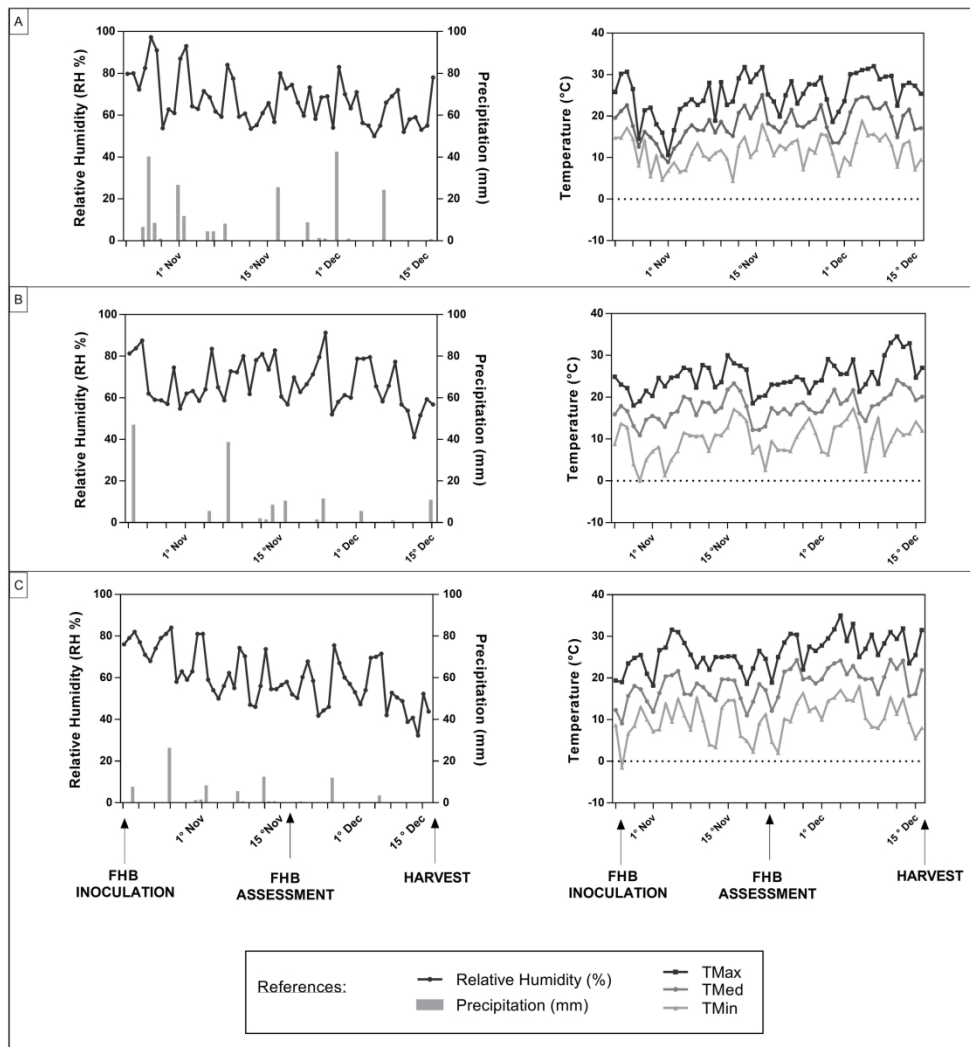 A
Relative Humidity (RH %)
100
80
60
40
20
0
100
80
60
40
20
0
Precipitation (mm)
1° Nov
15 °Nov
1° Dec
15° Dec
Temperature (°C)
40
30
20
10
0
-10
1° Nov
15 °Nov
1° Dec
15° Dec
B
Relative Humidity (RH %)
100
80
60
40
20
0
100
80
60
40
20
0
Precipitation (mm)
1° Nov
15 °Nov
1° Dec
15° Dec
Temperature (°C)
40
30
20
10
0
-10
1° Nov
15 °Nov
1° Dec
15° Dec
C
Relative Humidity (RH %)
100
80
60
40
20
0
100
80
60
40
20
0
Precipitation (mm)
1° Nov
15 °Nov
1° Dec
15° Dec
Temperature (°C)
40
30
20
10
0
-10
1° Nov
15 °Nov
1° Dec
15° Dec
FHB
INOCULATION
FHB
ASSESSMENT
HARVEST
FHB
INOCULATION
FHB
ASSESSMENT
HARVEST
References:
Relative Humidity (%)
Precipitation (mm)
TMax
TMed
TMin